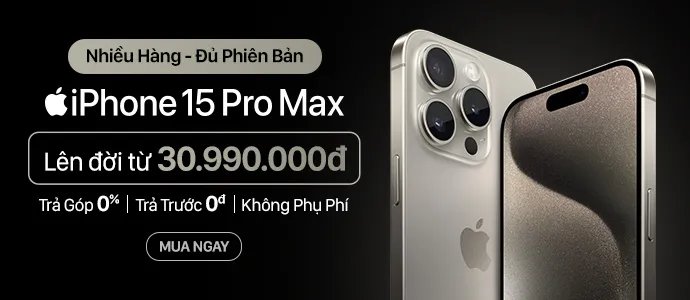 Nhiều Hàng - Đủ Phiên Bản
iPhone 15 Pro Max
Lên đời từ 30.990.000đ
Trả Góp 0% | Trả Trước 0đ | Không Phụ Phí
MUA NGAY